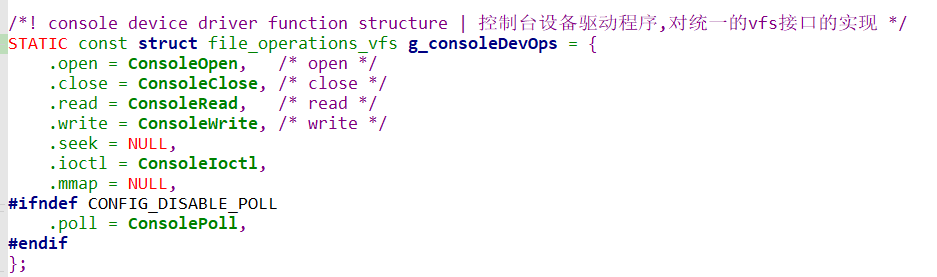 /*! console device driver function structure | 控制台设备驱动程序,对统一的vfs接口的实现 */
STATIC const struct file_operations_vfs g_consoleDevOps = {
    .open = ConsoleOpen,   /* open */
    .close = ConsoleClose, /* close */
    .read = ConsoleRead,   /* read */
    .write = ConsoleWrite, /* write */
    .seek = NULL,
    .ioctl = ConsoleIoctl,
    .mmap = NULL,
#ifndef CONFIG_DISABLE_POLL
    .poll = ConsolePoll,
#endif
};